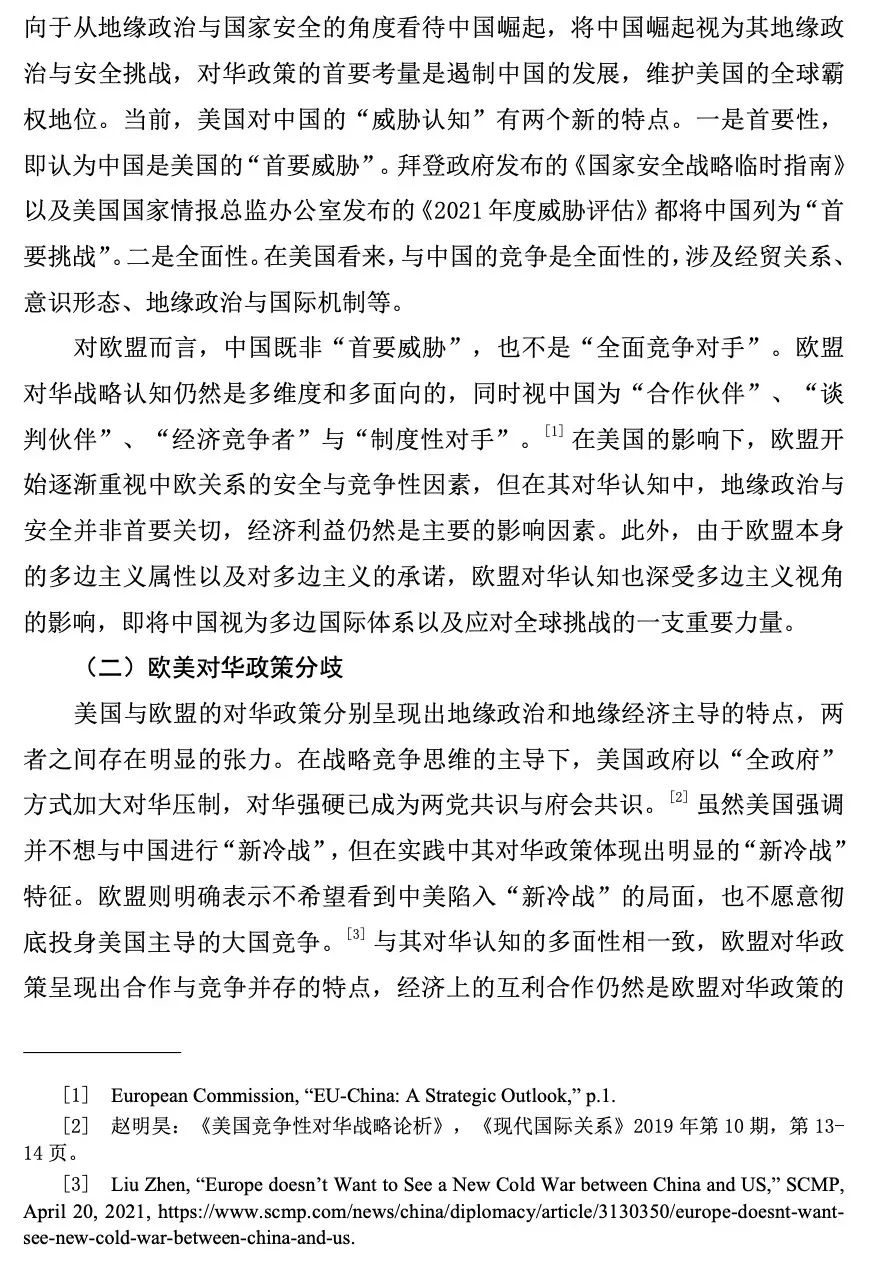 向于从地缘政治与国家安全的角度看待中国崛起，将中国崛起视为其地缘政
治与安全挑战，对华政策的首要考量是遏制中国的发展，维护美国的全球霸
权地位。当前，美国对中国的“威胁认知”有两个新的特点。一是首要性，
即认为中国是美国的“首要威胁”。拜登政府发布的《国家安全战略临时指南》
以及美国国家情报总监办公室发布的《2021 年度威胁评估》都将中国列为“首
要挑战”。二是全面性。在美国看来，与中国的竞争是全面性的，涉及经贸关系、
意识形态、地缘政治与国际机制等。
对欧盟而言，中国既非“首要威胁”，也不是“全面竞争对手”。欧盟
对华战略认知仍然是多维度和多面向的，同时视中国为“合作伙伴”、“谈
判伙伴”、“经济竞争者”与“制度性对手”。[1] 在美国的影响下，欧盟开
始逐渐重视中欧关系的安全与竞争性因素，但在其对华认知中，地缘政治与
安全并非首要关切，经济利益仍然是主要的影响因素。此外，由于欧盟本身
的多边主义属性以及对多边主义的承诺，欧盟对华认知也深受多边主义视角
的影响，即将中国视为多边国际体系以及应对全球挑战的一支重要力量。
（二）欧美对华政策分歧
美国与欧盟的对华政策分别呈现出地缘政治和地缘经济主导的特点，两
者之间存在明显的张力。在战略竞争思维的主导下，美国政府以“全政府”
方式加大对华压制，对华强硬已成为两党共识与府会共识。[2] 虽然美国强调
并不想与中国进行“新冷战”，但在实践中其对华政策体现出明显的“新冷战”
特征。欧盟则明确表示不希望看到中美陷入“新冷战”的局面，也不愿意彻
底投身美国主导的大国竞争。[3] 与其对华认知的多面性相一致，欧盟对华政
策呈现出合作与竞争并存的特点，经济上的互利合作仍然是欧盟对华政策的
[1] European Commission, “EU-China: A Strategic Outlook,” p.1.
[2] 赵明昊：《美国竞争性对华战略论析》，《现代国际关系》2019 年第 10 期，第 13-
14 页。
[3] Liu Zhen, “Europe doesn’t Want to See a New Cold War between China and US,” SCMP,
April 20, 2021, https://www.scmp.com/news/china/diplomacy/article/3130350/europe-doesnt-want-
see-new-cold-war-between-china-and-us.